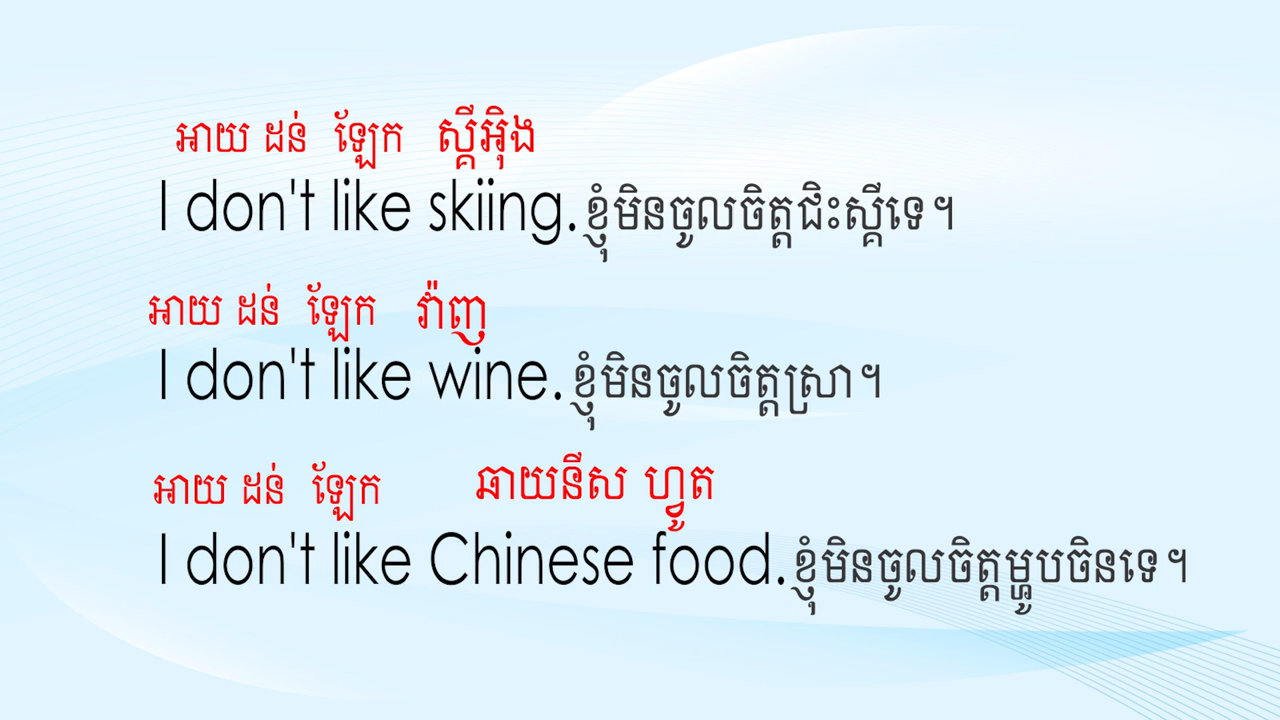 អាយ ដន់ ឡែក ស្គីអ៊ិង
I don't like skiing. ខ្ញុំមិនចូលចិត្តជិះស្គីទេ។
អាយ ដន់ ឡែក វ៉ាញ
I don't like wine. ខ្ញុំមិនចូលចិត្តស្រា។
អាយ ដន់ ឡែក ឆាយនីស ហ្វូត
I don't like Chinese food. ខ្ញុំមិនចូលចិត្តម្ហូបចិនទេ។